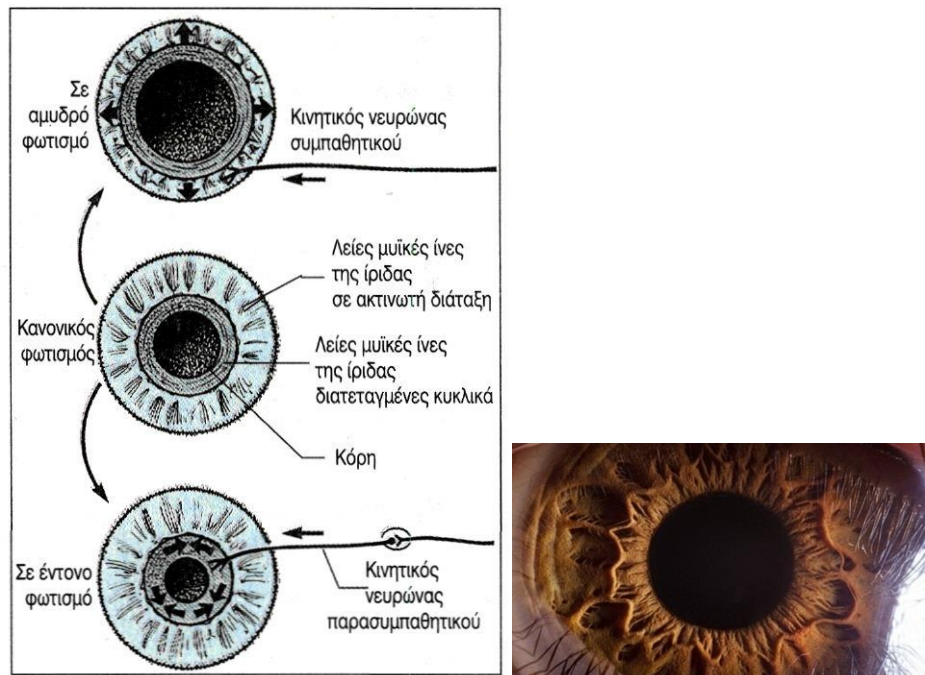 Σε
αμυδρό
φωτισμό
Κινητικός νευρώνας
συμπαθητικού
Λείες μυϊκές ίνες
της ίριδας
σε ακτινωτή διάταξη
Κανονικός
φωτισμός
Λείες μυϊκές ίνες
της ίριδας
διατεταγμένες κυκλικά
Κόρη
Σε έντονο
φωτισμό
Κινητικός
νευρώνας
παρασυμπαθητικού